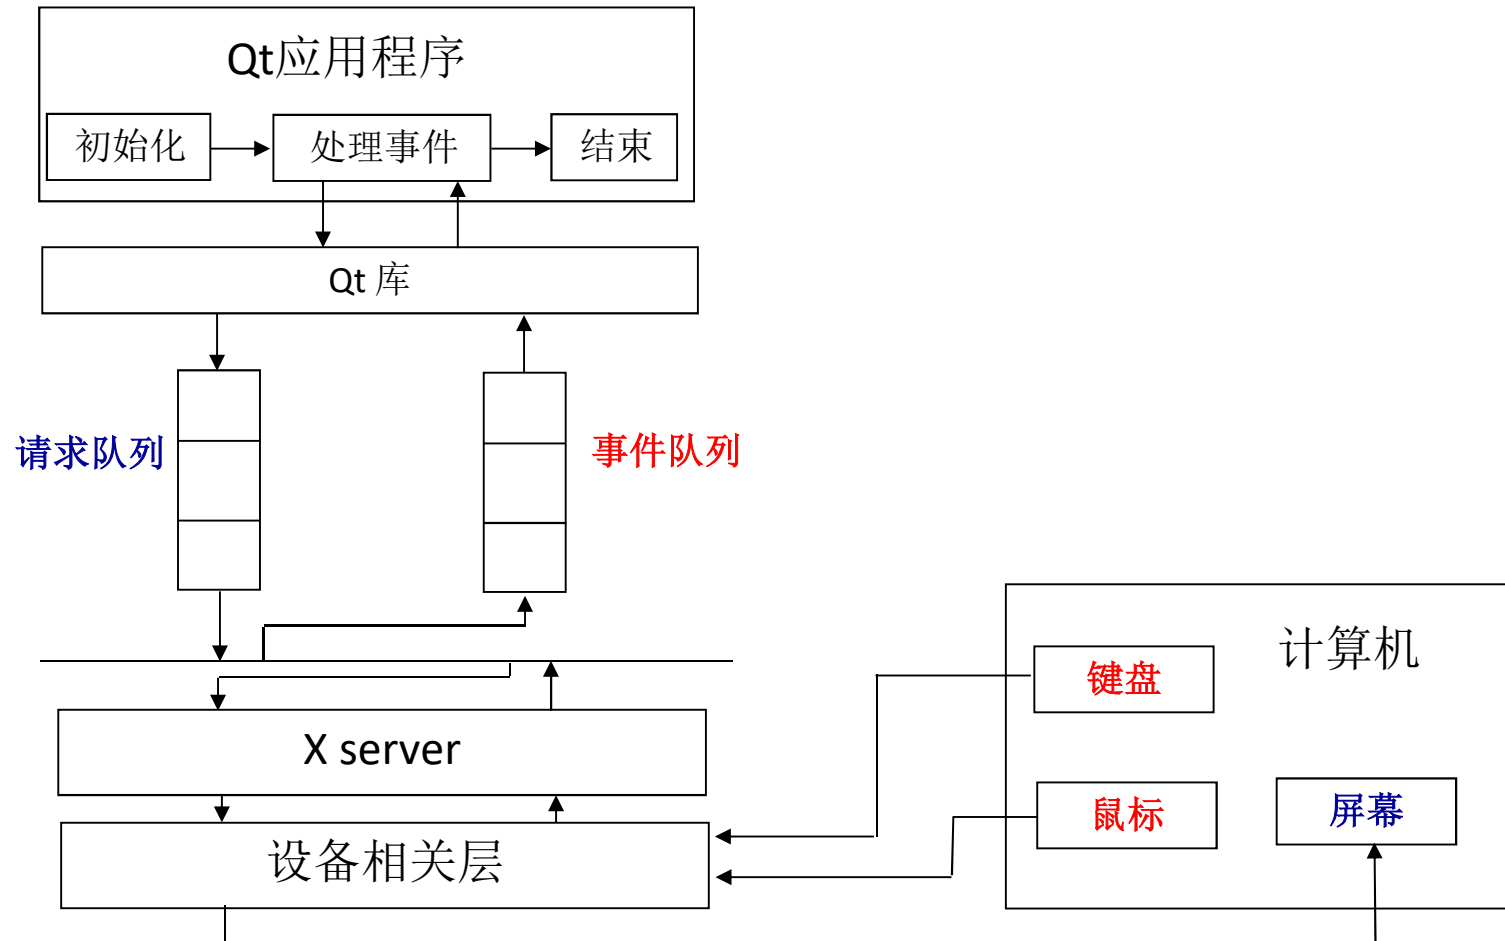 Qt应用程序
初始化
处理事件
结束
Qt 库
请求队列
事件队列
计算机
键盘
X server
鼠标
屏幕
设备相关层